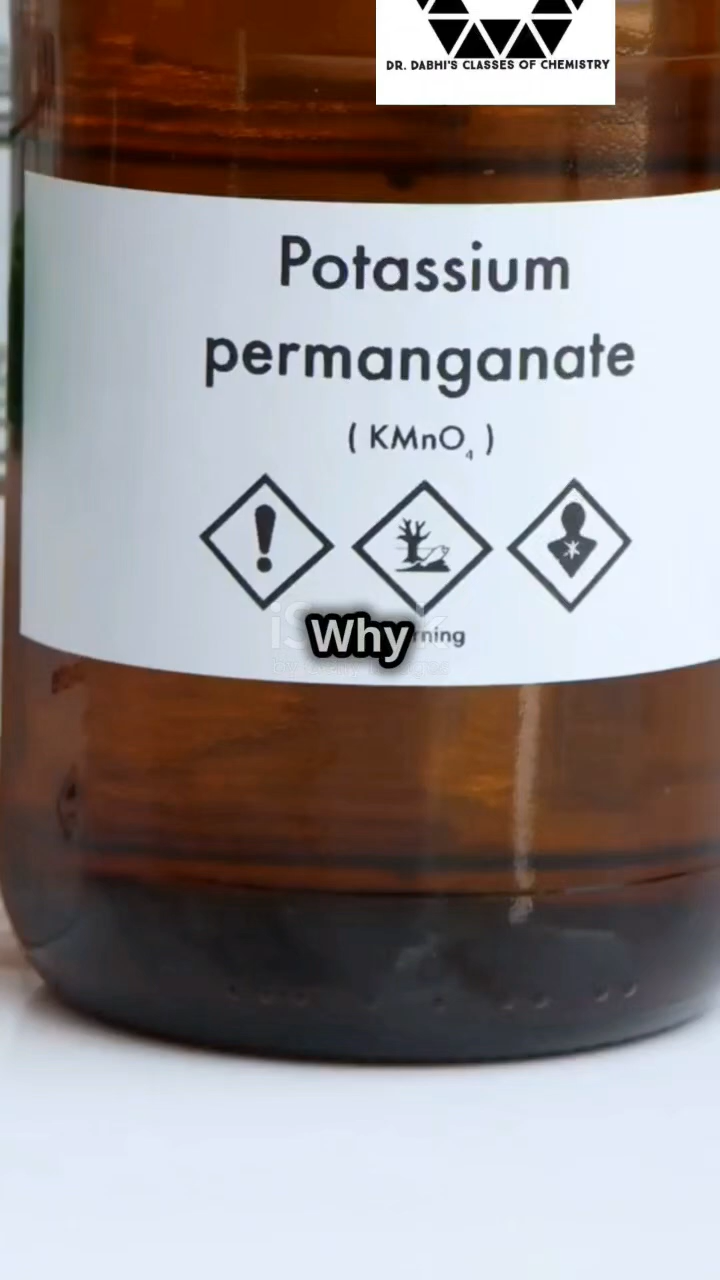 DR. DABHI'S CLASSES OF CHEMISTRY
Potassium
permanganate
( KMnO₄ )
Why